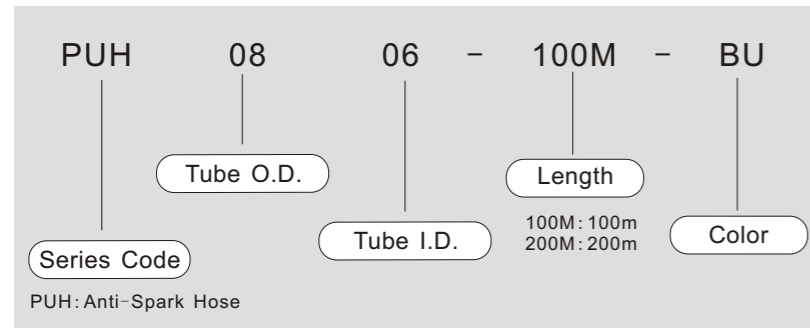 PUH 08 06 - 100M - BU
Tube O.D.
Length
100M:100m
200M:200m
Tube I.D.
Color
Series Code
PUH:Anti-Spark Hose